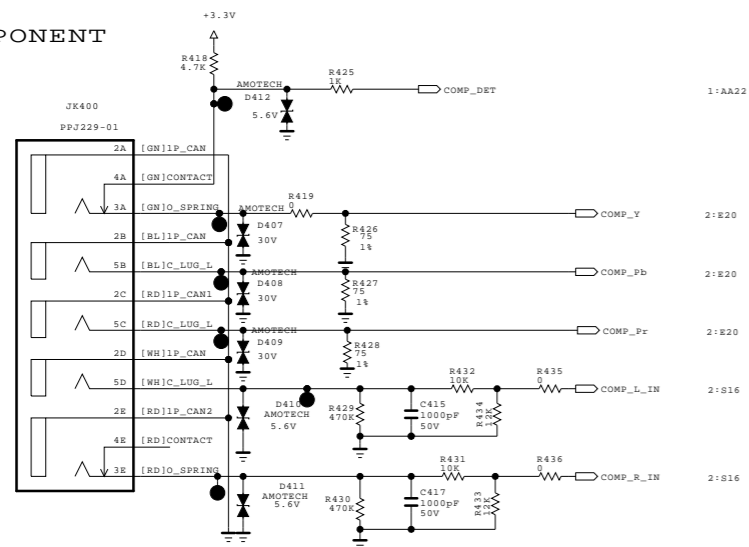 +3.3V
PONENT
R418
4.7K
R425
1K
AMOTECH
COMP_DET
1:AA22
D412
5.6V
JK400
PPJ229-01
2A [GN]1P_CAN
4A [GN]CONTACT
R419
0
3A [GN]O_SPRING
AMOTECH
COMP_Y
2:E20
D407
30V
R426
75
1%
2B [BL]1P_CAN
5B [BL]C_LUG_L
AMOTECH
COMP_Pb
2:E20
D408
30V
R427
75
1%
2C [RD]1P_CAN1
5C [RD]C_LUG_L
AMOTECH
COMP_Pr
2:E20
D409
30V
R428
75
1%
2D [WH]1P_CAN
R432
10K
R435
0
5D [WH]C_LUG_L
COMP_L_IN
2:S16
D410
AMOTECH
5.6V
R429
470K
C415
1000pF
50V
R434
12K
2E [RD]1P_CAN2
4E [RD]CONTACT
R431
10K
R436
0
3E [RD]O_SPRING
COMP_R_IN
2:S16
D411
AMOTECH
5.6V
R430
470K
C417
1000pF
50V
R433
12K